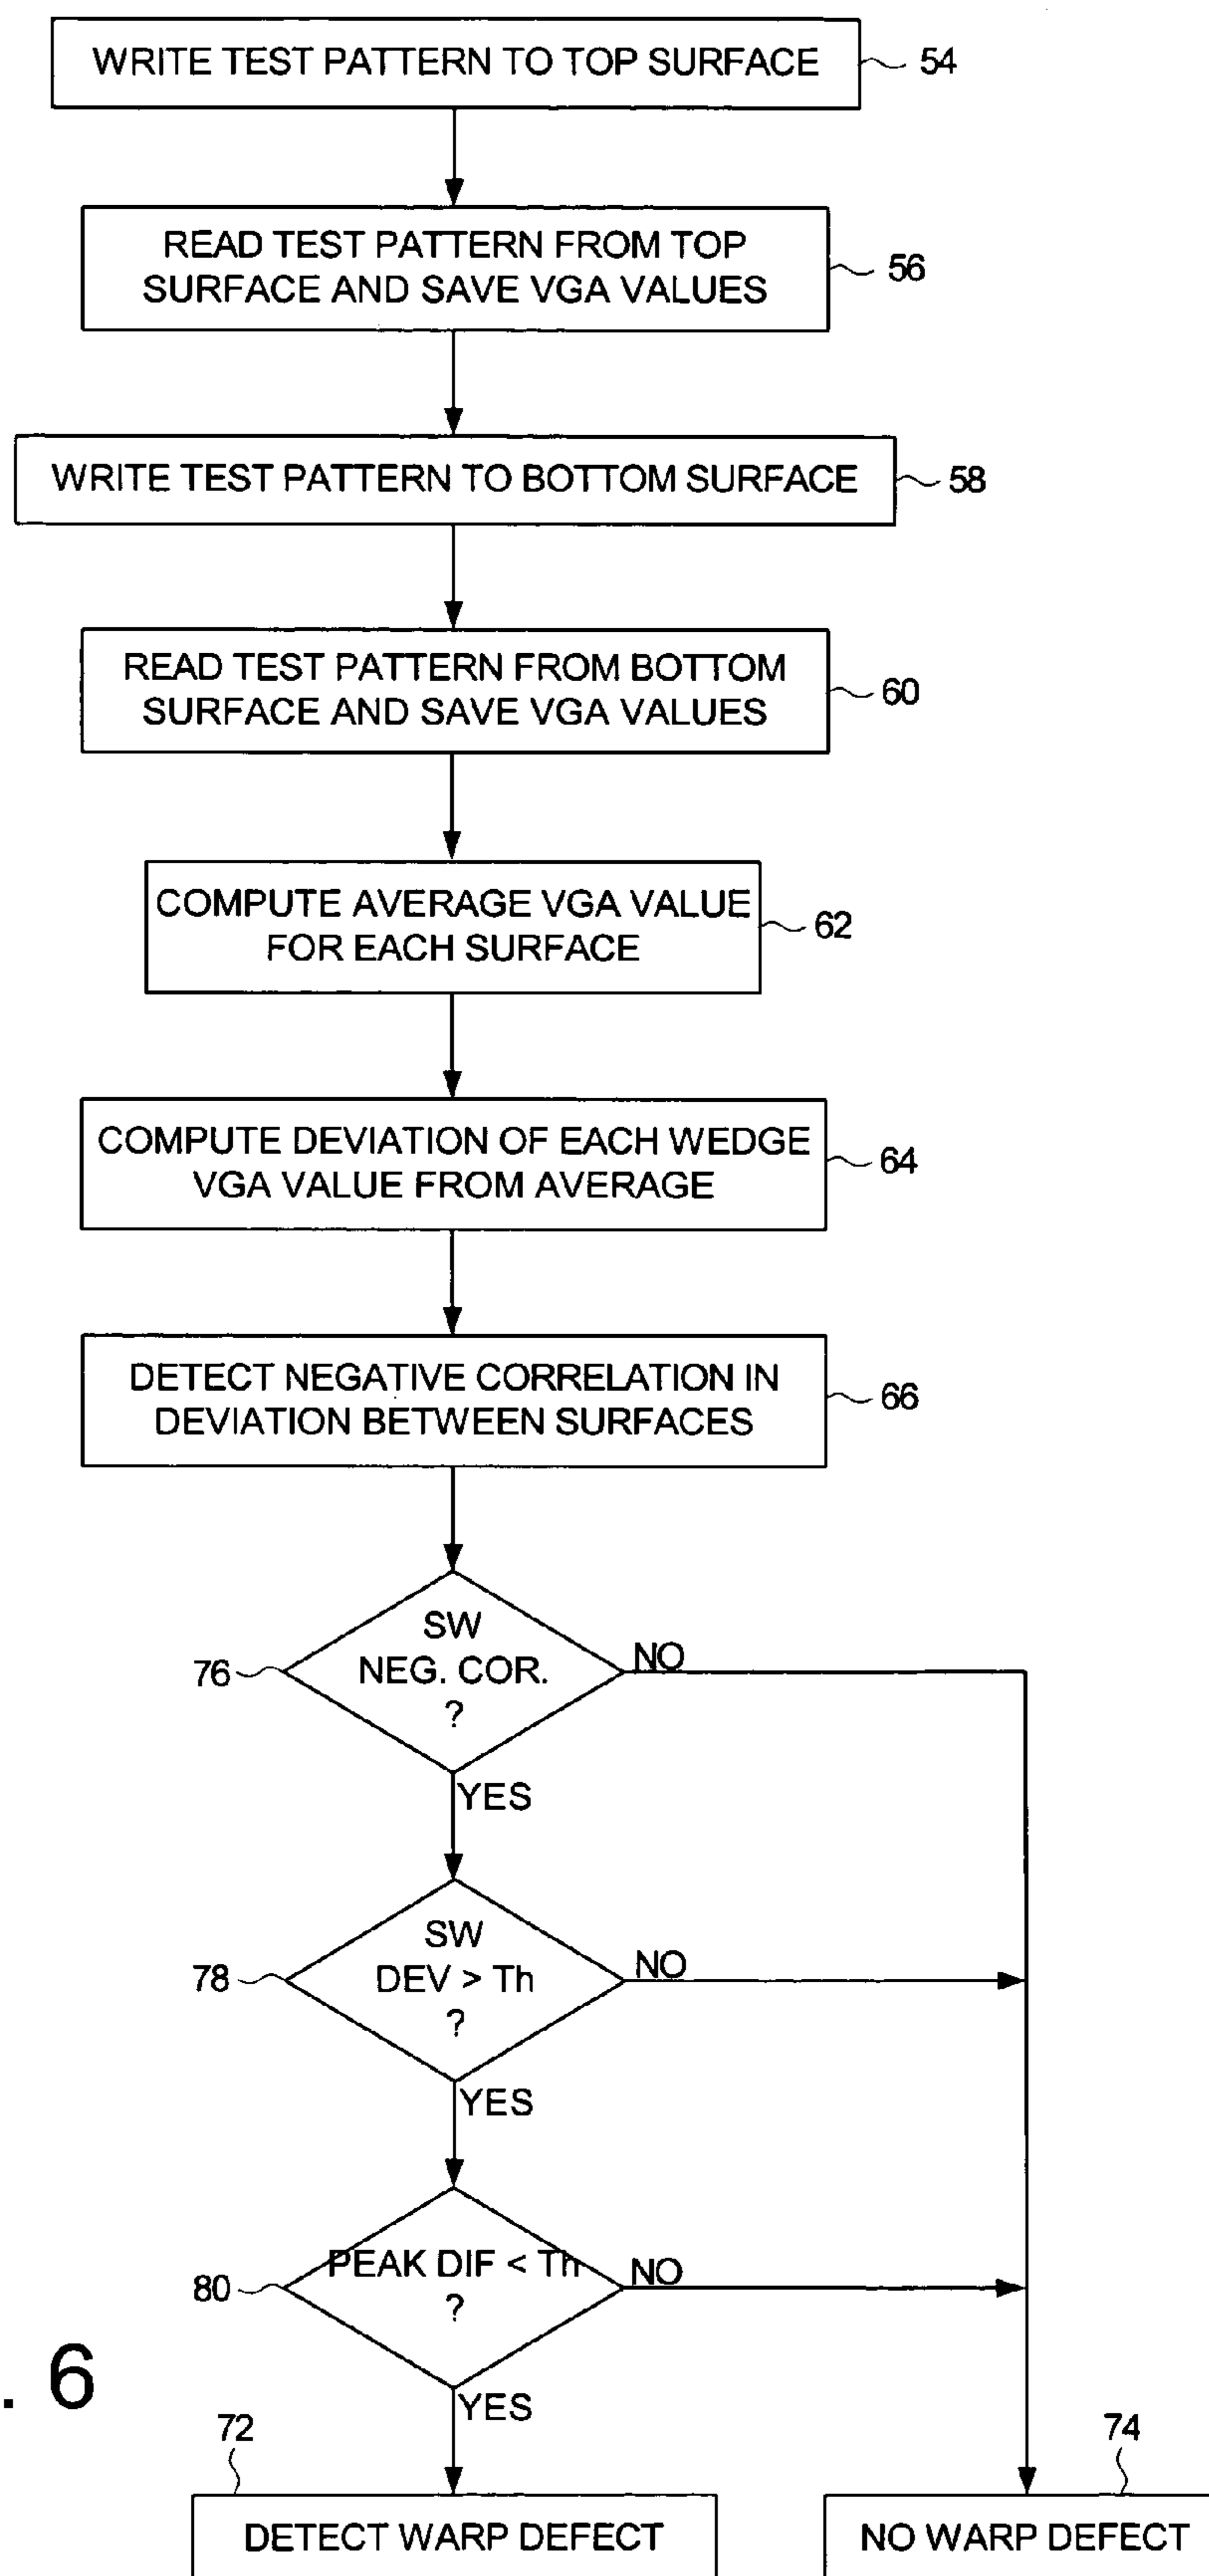 WRITE TEST PATTERN TO TOP SURFACE
54
READ TEST PATTERN FROM TOP
SURFACE AND SAVE VGA VALUES
56
WRITE TEST PATTERN TO BOTTOM SURFACE
58
READ TEST PATTERN FROM BOTTOM
SURFACE AND SAVE VGA VALUES
60
COMPUTE AVERAGE VGA VALUE
FOR EACH SURFACE
62
COMPUTE DEVIATION OF EACH WEDGE
VGA VALUE FROM AVERAGE
64
DETECT NEGATIVE CORRELATION IN
DEVIATION BETWEEN SURFACES
66
76
SW
NEG. COR.
?
NO
YES
78
SW
DEV > Th
?
NO
YES
80
PEAK DIF < Th
?
NO
YES
. 6
72
DETECT WARP DEFECT
74
NO WARP DEFECT